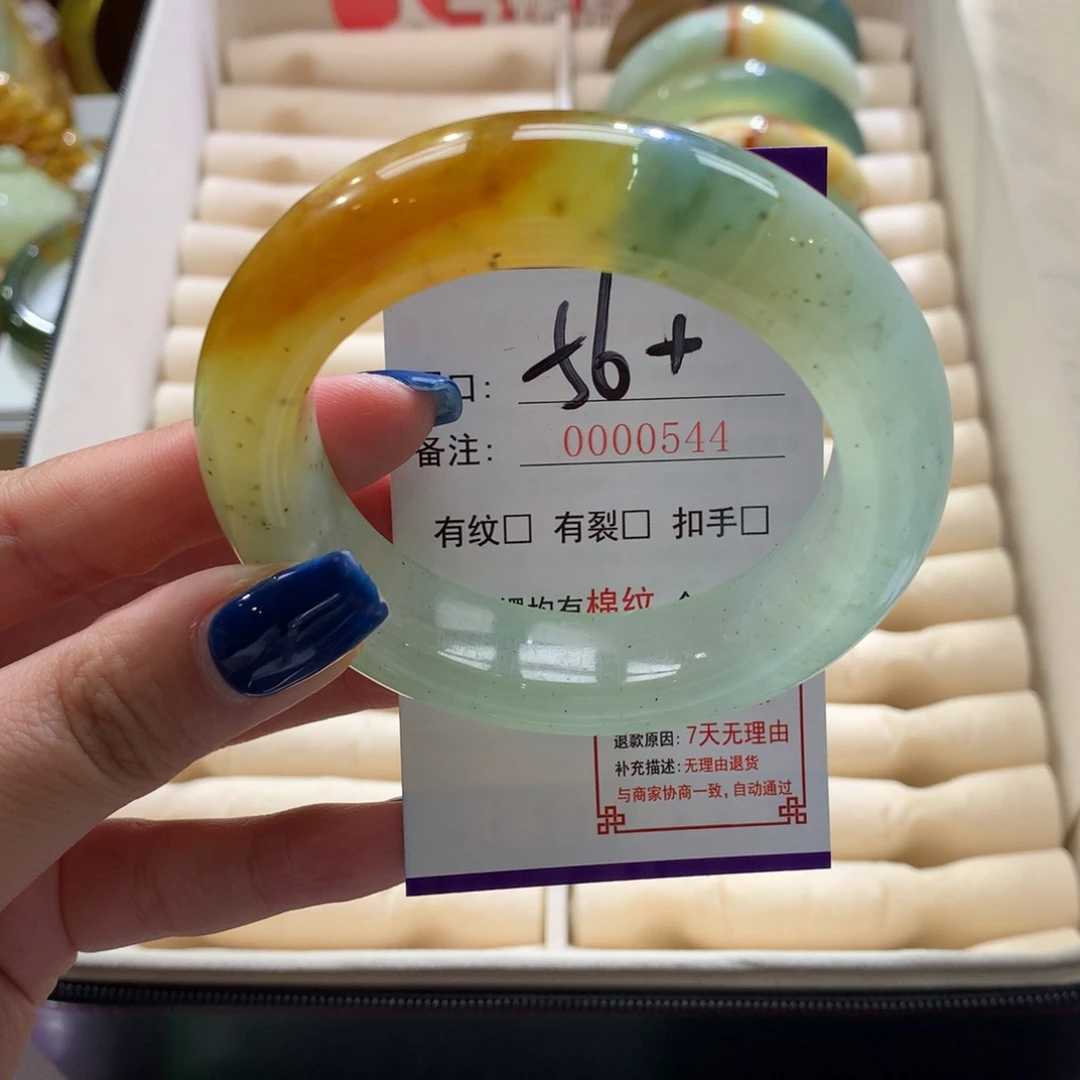 口: 56+
备注: 0000544
有纹□ 有裂□ 扣手□
均有棉纹
退款原因: 7天无理由
补充描述: 无理由退货
与商家协商一致, 自动通过